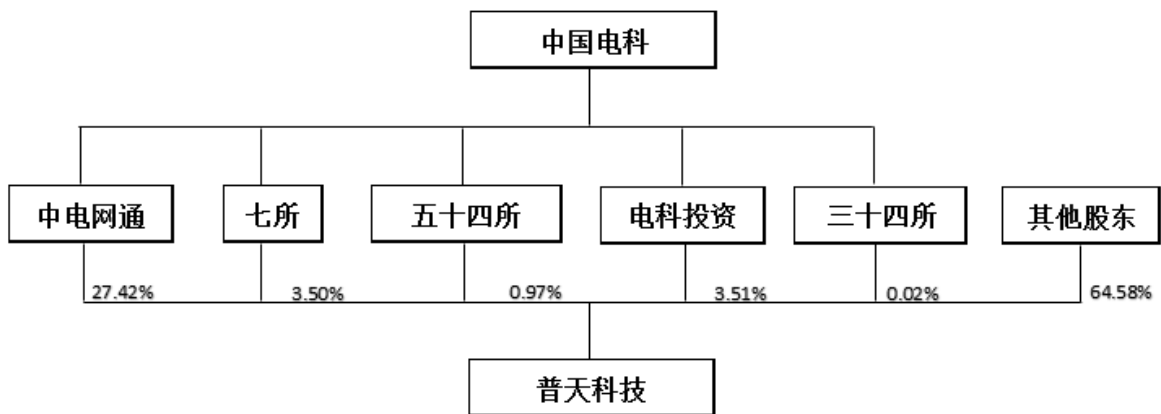 中国电科
中电网通
七所
五十四所
电科投资
三十四所
其他股东
27.42%
3.50%
0.97%
3.51%
0.02%
64.58%
普天科技